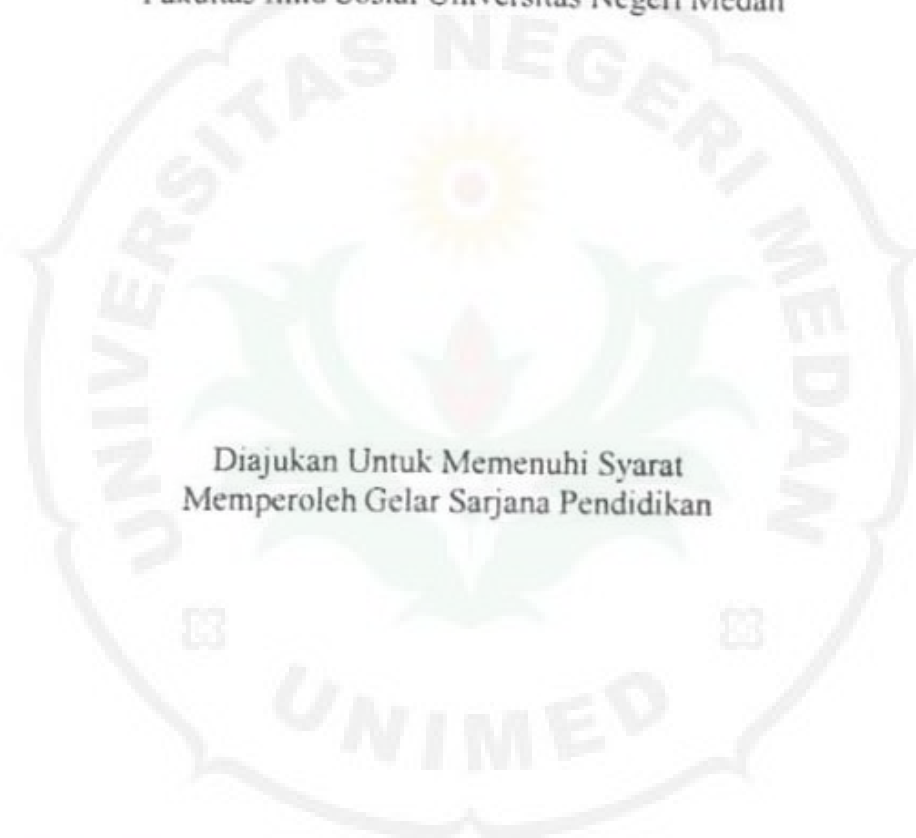 Fakultas Ilmu Sosial Universitas Negeri Medan
UNIVERSITAS NEGERI MEDAN
Diajukan Untuk Memenuhi Syarat
Memperoleh Gelar Sarjana Pendidikan
UNIMED